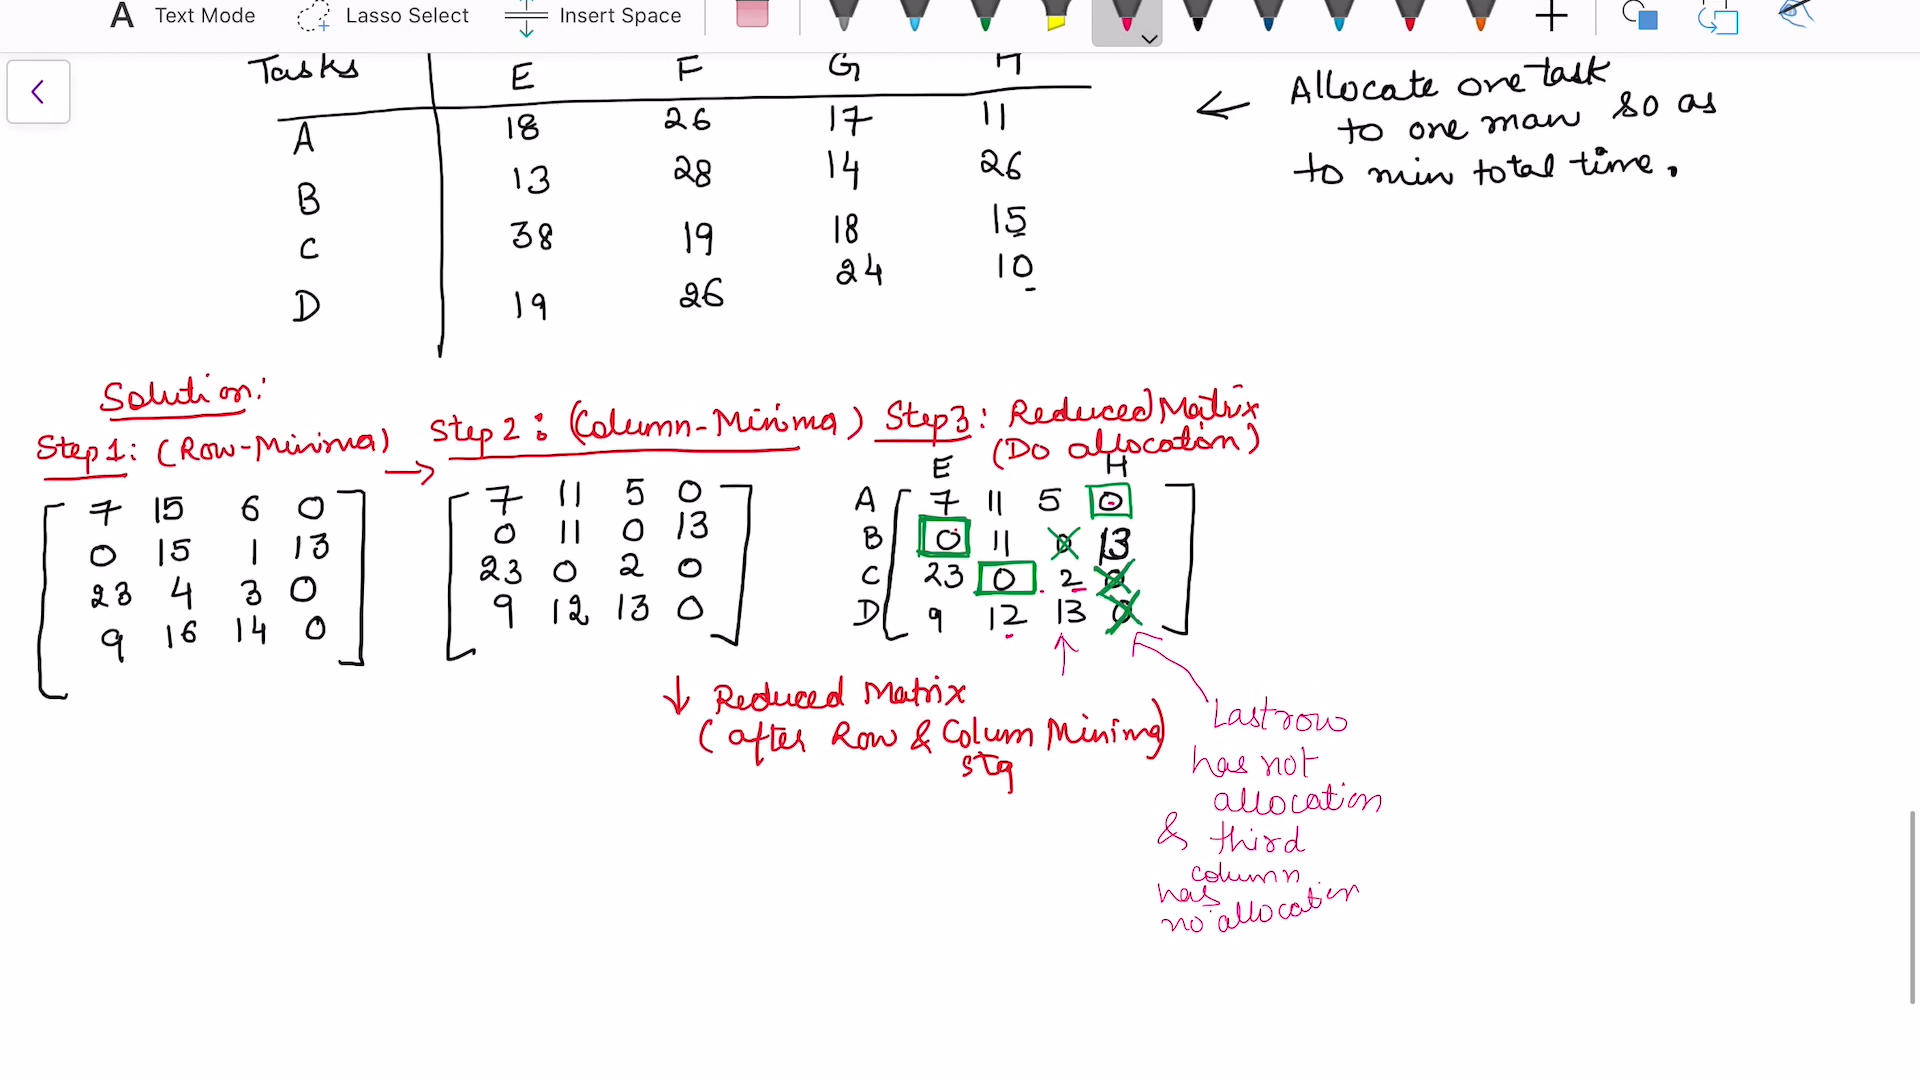 A Text Mode Lasso Select Insert Space
Tasks E F G H
A 18 26 17 11
B 13 28 14 26
C 38 19 18 15
D 19 26 24 10
← Allocate one task
to one man so as
to min total time.
Solution:
Step 1: (Row-Minima) →
7 15 6 0
0 15 1 13
23 4 3 0
9 16 14 0
Step 2: (Column-Minima)
7 11 5 0
0 11 0 13
23 0 2 0
9 12 13 0
Step 3: Reduced Matrix
(Do allocation)
E H
A 7 11 5 0
B 0 11 0 13
C 23 0 2 0
D 9 12 13 0
↓ Reduced Matrix
(after Row & Colum Minima)
stg
Last row
has not
allocation
& third
column
has
no allocation